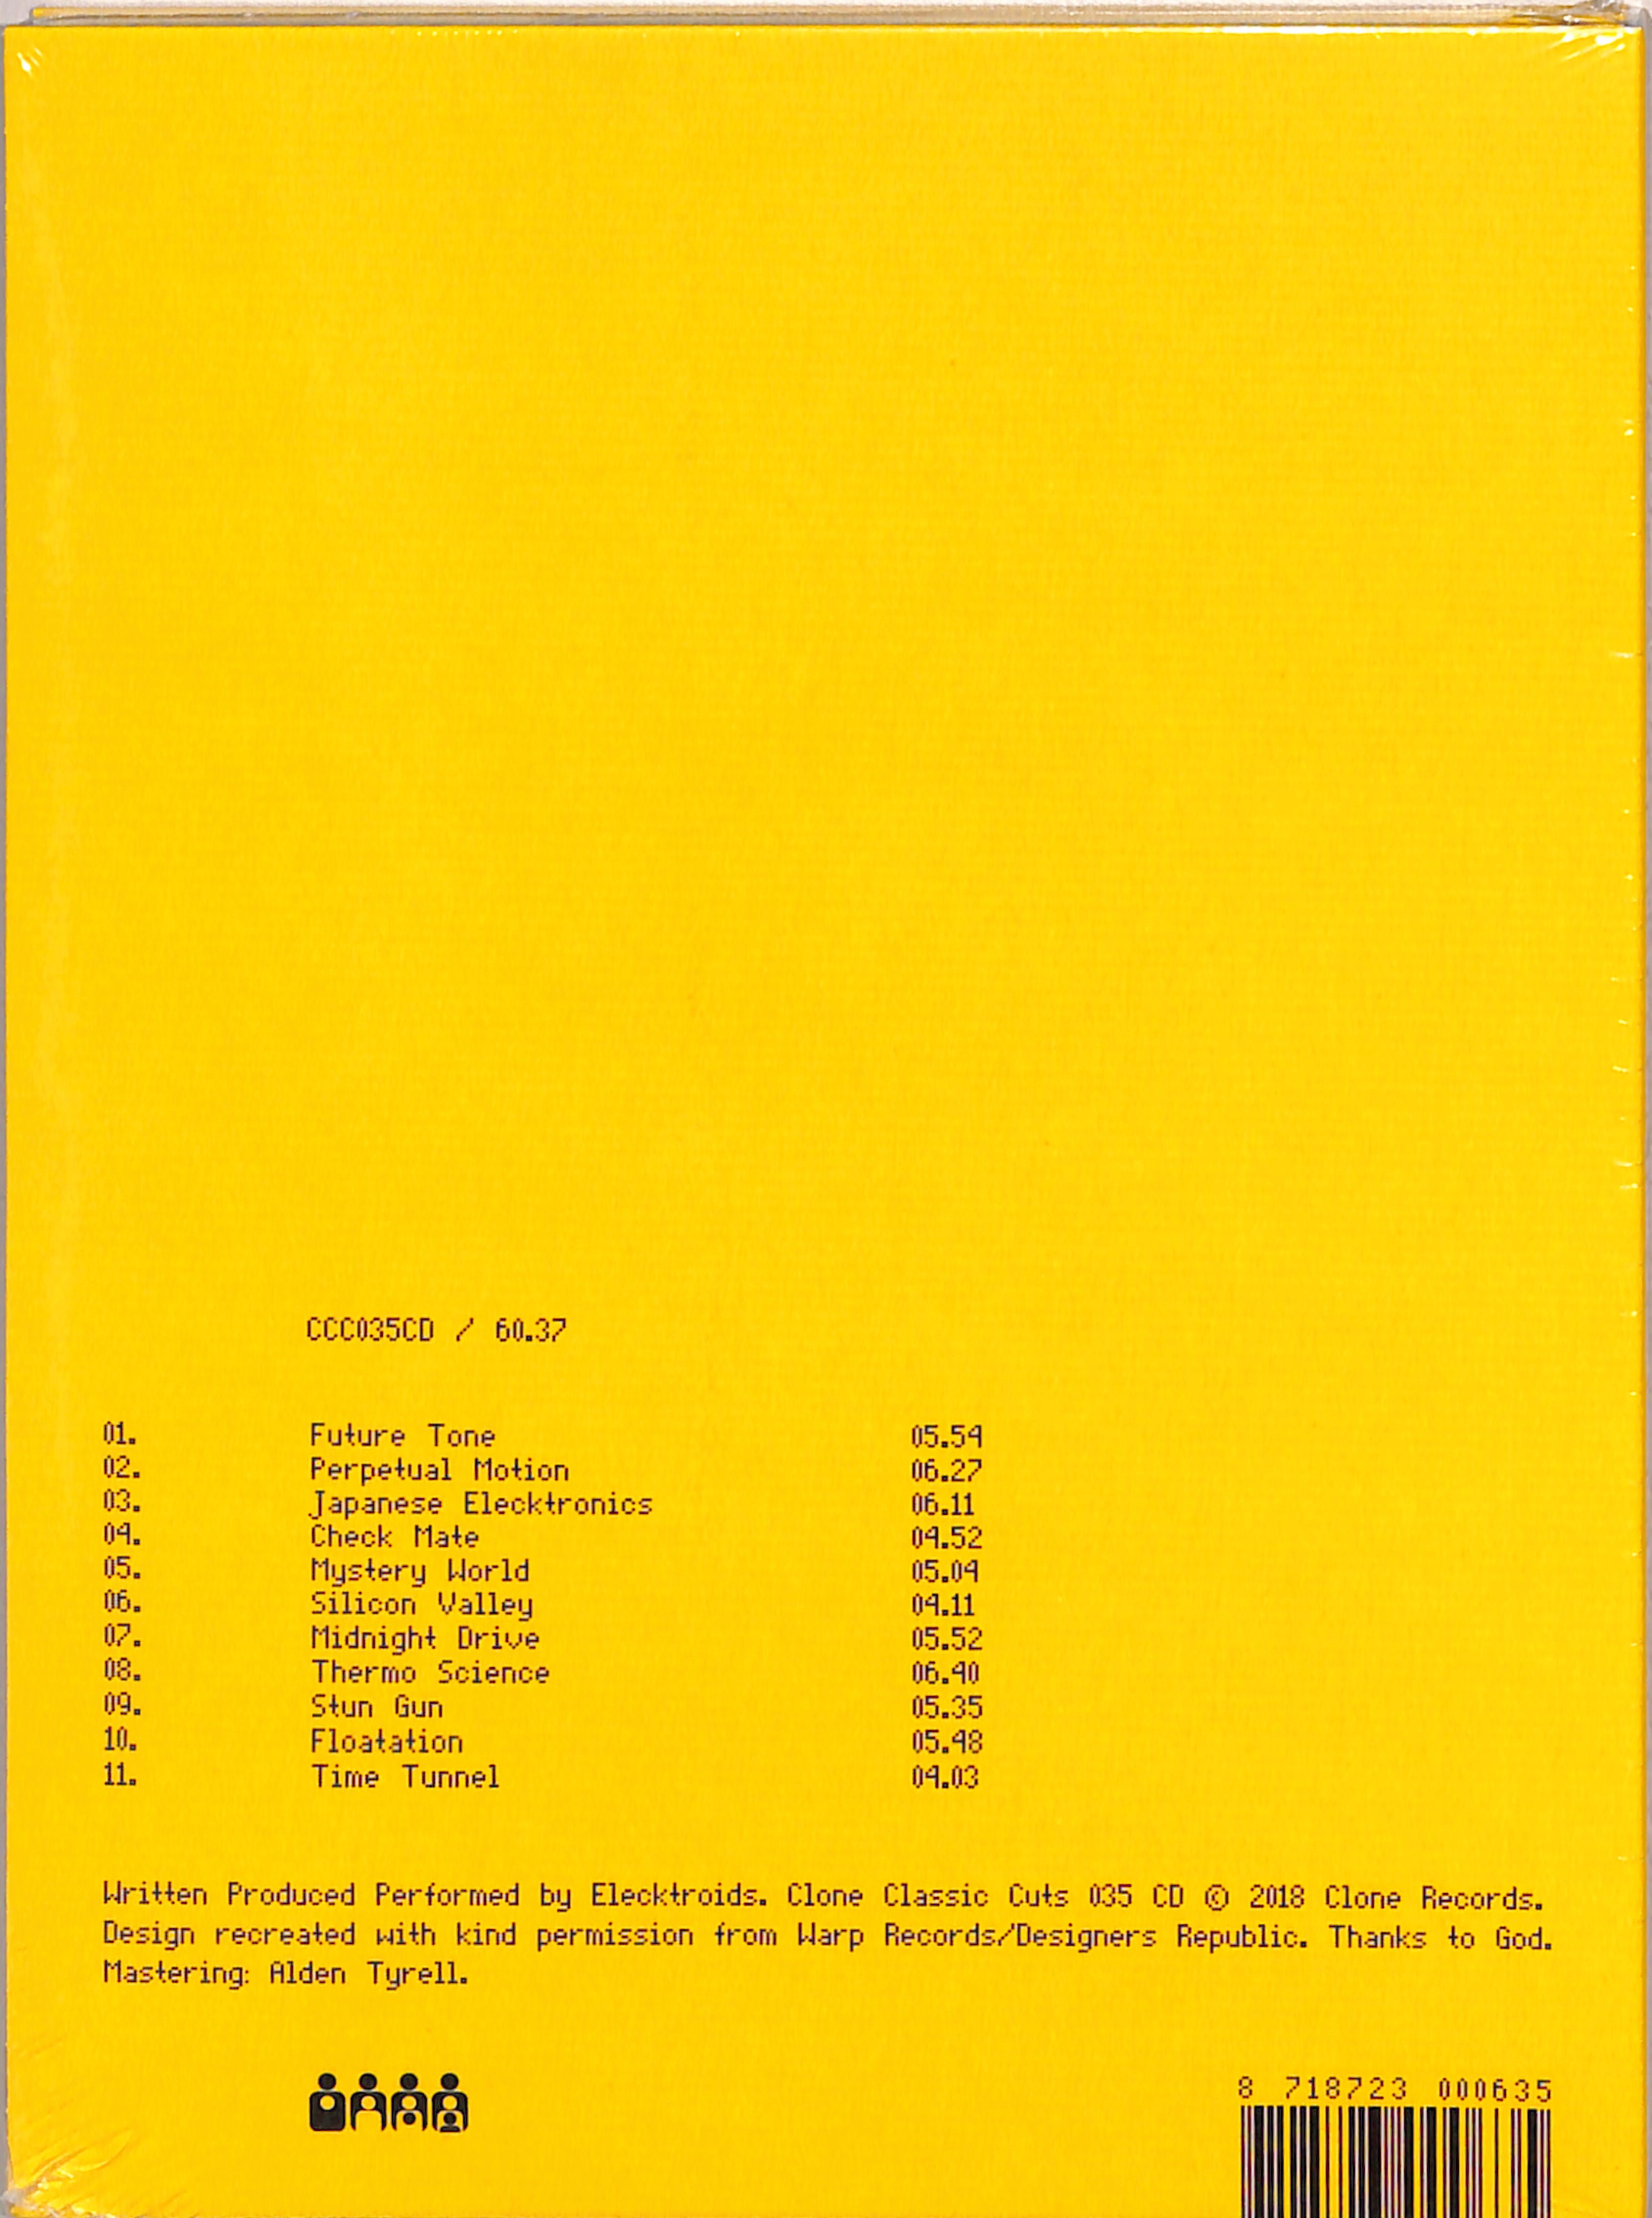 CCC035CD / 60.37
01. Future Tone 05.54
02. Perpetual Motion 06.27
03. Japanese Elecktronics 06.11
04. Check Mate 04.52
05. Mystery World 05.04
06. Silicon Valley 04.11
07. Midnight Drive 05.52
08. Thermo Science 06.40
09. Stun Gun 05.35
10. Floatation 05.48
11. Time Tunnel 04.03
Written Produced Performed by Elecktroids. Clone Classic Cuts 035 CD © 2018 Clone Records.
Design recreated with kind permission from Warp Records/Designers Republic. Thanks to God.
Mastering: Alden Tyrell.
8 718723 000635